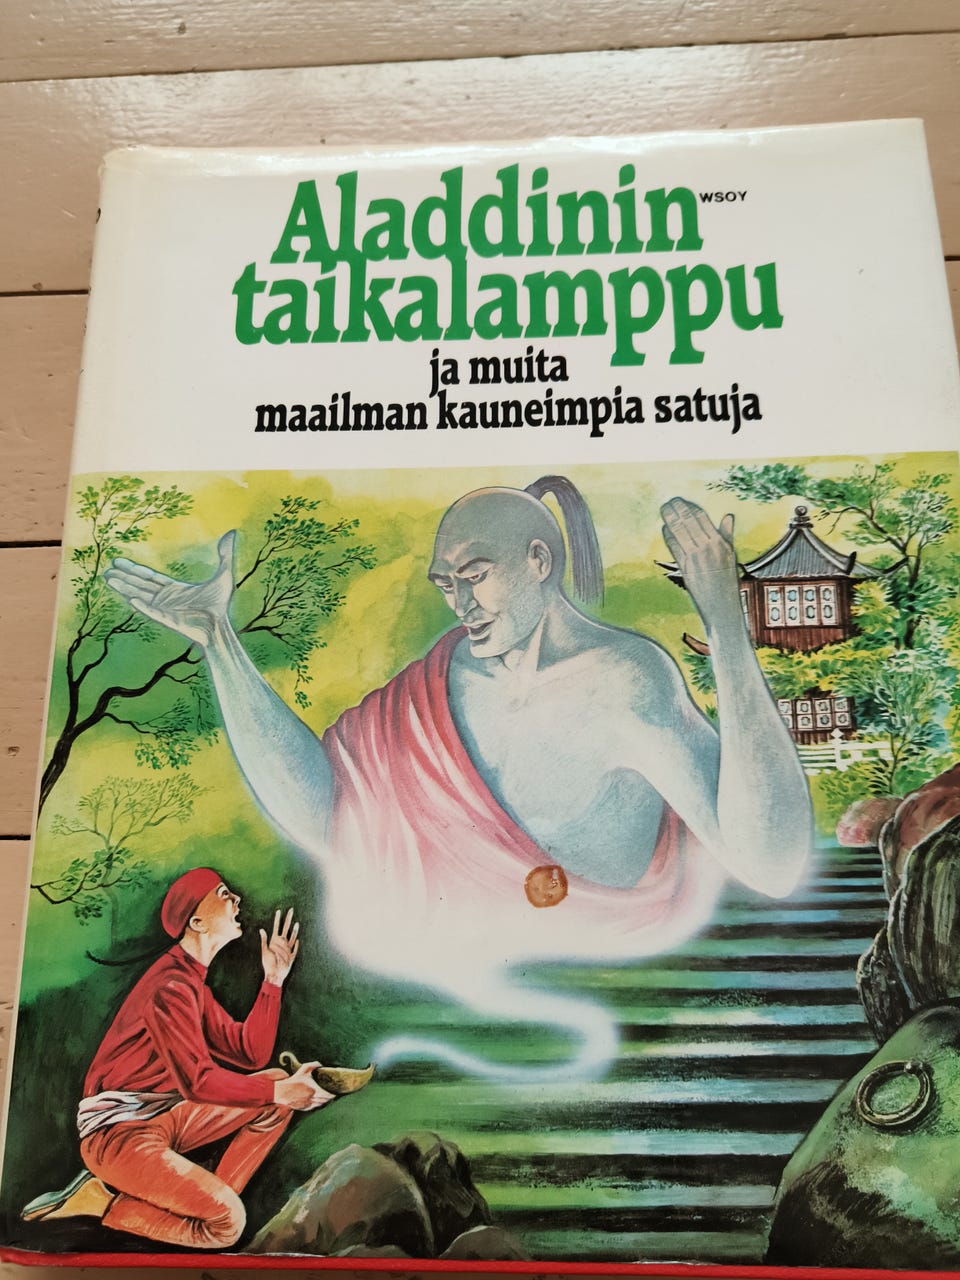 Aladdinin
WSOY
taikalamppu
ja muita
maailman kauneimpia satuja